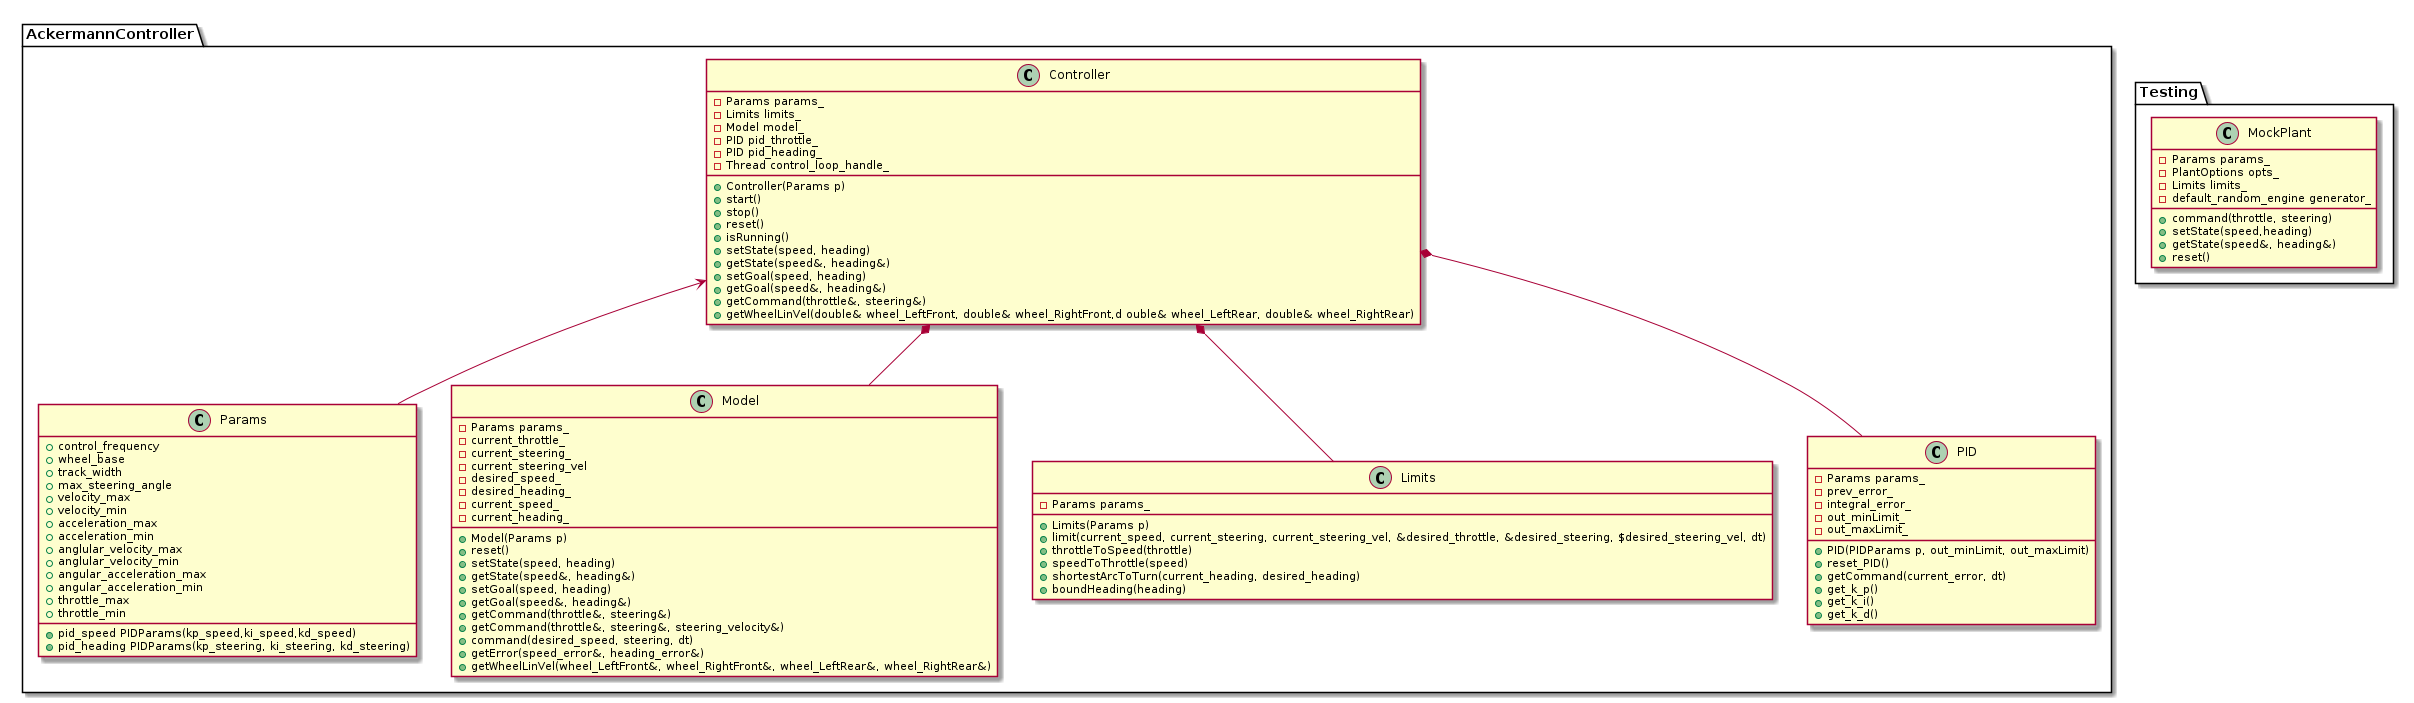 AckermannController
C Controller
Params params_
Limits limits_
Model model_
PID pid_throttle_
PID pid_heading_
Thread control_loop_handle_
Controller(Params p)
start()
stop()
reset()
isRunning()
setState(speed, heading)
getState(speed&, heading&)
setGoal(speed, heading)
getGoal(speed&, heading&)
getCommand(throttle&, steering&)
getWheelLinVel(double& wheel_LeftFront, double& wheel_RightFront,d ouble& wheel_LeftRear, double& wheel_RightRear)
Testing
C MockPlant
Params params_
PlantOptions opts_
Limits limits_
default_random_engine generator_
command(throttle, steering)
setState(speed,heading)
getState(speed&, heading&)
reset()
C Params
control_frequency
wheel_base
track_width
max_steering_angle
velocity_max
velocity_min
acceleration_max
acceleration_min
anglular_velocity_max
anglular_velocity_min
angular_acceleration_max
angular_acceleration_min
throttle_max
throttle_min
pid_speed PIDParams(kp_speed,ki_speed,kd_speed)
pid_heading PIDParams(kp_steering, ki_steering, kd_steering)
C Model
Params params_
current_throttle_
current_steering_
current_steering_vel
desired_speed_
desired_heading_
current_speed_
current_heading_
Model(Params p)
reset()
setState(speed, heading)
getState(speed&, heading&)
setGoal(speed, heading)
getGoal(speed&, heading&)
getCommand(throttle&, steering&)
getCommand(throttle&, steering&, steering_velocity&)
command(desired_speed, steering, dt)
getError(speed_error&, heading_error&)
getWheelLinVel(wheel_LeftFront&, wheel_RightFront&, wheel_LeftRear&, wheel_RightRear&)
C Limits
Params params_
Limits(Params p)
limit(current_speed, current_steering, current_steering_vel, &desired_throttle, &desired_steering, $desired_steering_vel, dt)
throttleToSpeed(throttle)
speedToThrottle(speed)
shortestArcToTurn(current_heading, desired_heading)
boundHeading(heading)
C PID
Params params_
prev_error_
integral_error_
out_minLimit_
out_maxLimit_
PID(PIDParams p, out_minLimit, out_maxLimit)
reset_PID()
getCommand(current_error, dt)
get_k_p()
get_k_i()
get_k_d()